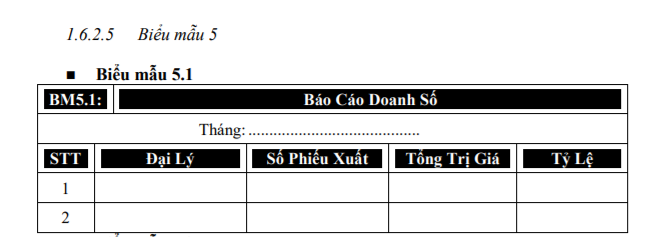 1.6.2.5 Biểu mẫu 5
■ Biểu mẫu 5.1
BM5.1: Báo Cáo Doanh Số
Tháng: .........................................
STT Đại Lý Số Phiếu Xuất Tổng Trị Giá Tỷ Lệ
1
2